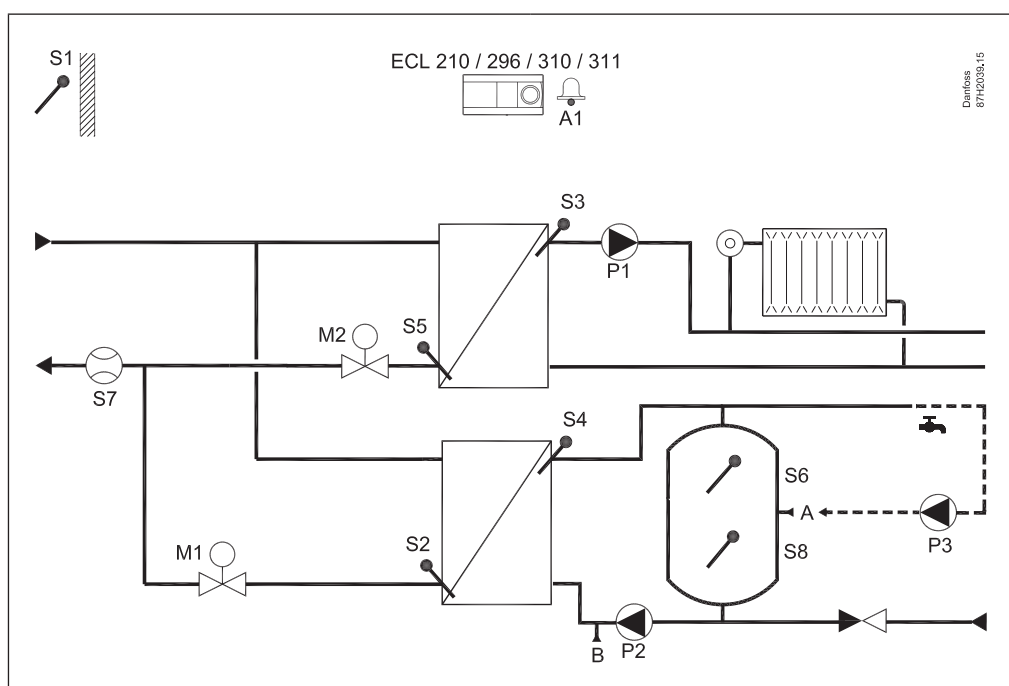 S1
ECL 210 / 296 / 310 / 311
A1
Danfoss
87H2039.15
S3
P1
M2
S5
S7
S4
S6
A
S8
P3
M1
S2
B
P2